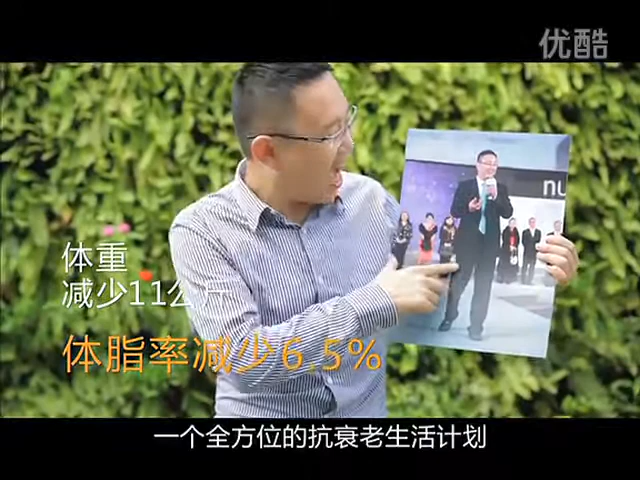 优酷
nu
体重
减少11公斤
体脂率减少6.5%
一个全方位的抗衰老生活计划